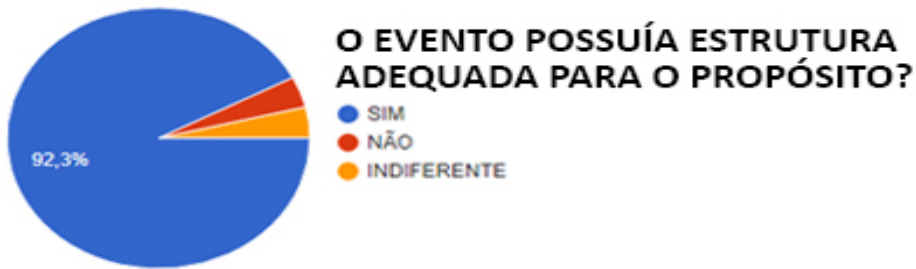 O EVENTO POSSUÍA ESTRUTURA
ADEQUADA PARA O PROPÓSITO?
SIM
NÃO
INDIFERENTE
92,3%